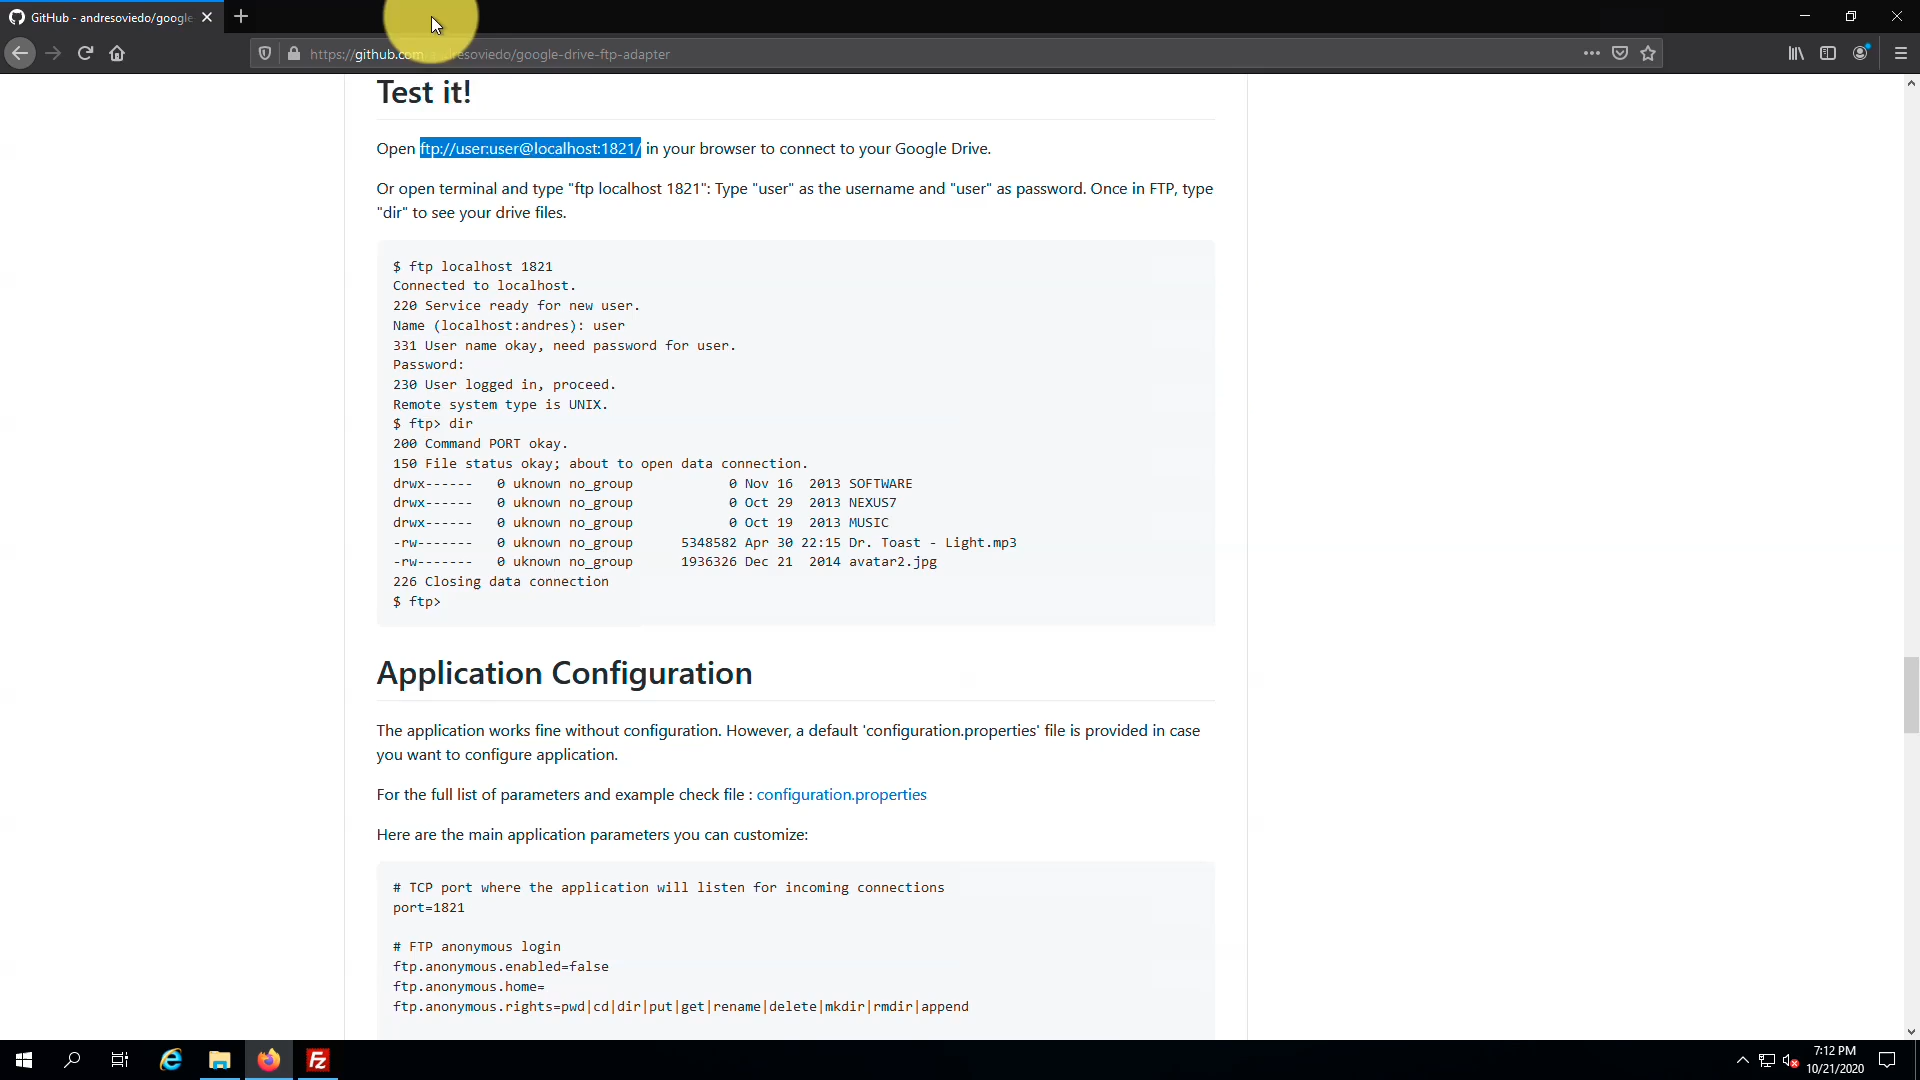 GitHub - andresoviedo/google
https://github.com/andresoviedo/google-drive-ftp-adapter
Test it!
Open ftp://user:user@localhost:1821/ in your browser to connect to your Google Drive.
Or open terminal and type "ftp localhost 1821": Type "user" as the username and "user" as password. Once in FTP, type
"dir" to see your drive files.
$ ftp localhost 1821
Connected to localhost.
220 Service ready for new user.
Name (localhost:andres): user
331 User name okay, need password for user.
Password:
230 User logged in, proceed.
Remote system type is UNIX.
$ ftp> dir
200 Command PORT okay.
150 File status okay; about to open data connection.
drwx------   0 uknown no_group            0 Nov 16  2013 SOFTWARE
drwx------   0 uknown no_group            0 Oct 29  2013 NEXUS7
drwx------   0 uknown no_group            0 Oct 19  2013 MUSIC
-rw-------   0 uknown no_group      5348582 Apr 30 22:15 Dr. Toast - Light.mp3
-rw-------   0 uknown no_group      1936326 Dec 21  2014 avatar2.jpg
226 Closing data connection
$ ftp>
Application Configuration
The application works fine without configuration. However, a default 'configuration.properties' file is provided in case
you want to configure application.
For the full list of parameters and example check file : configuration.properties
Here are the main application parameters you can customize:
# TCP port where the application will listen for incoming connections
port=1821
# FTP anonymous login
ftp.anonymous.enabled=false
ftp.anonymous.home=
ftp.anonymous.rights=pwd|cd|dir|put|get|rename|delete|mkdir|rmdir|append
7:12 PM
10/21/2020